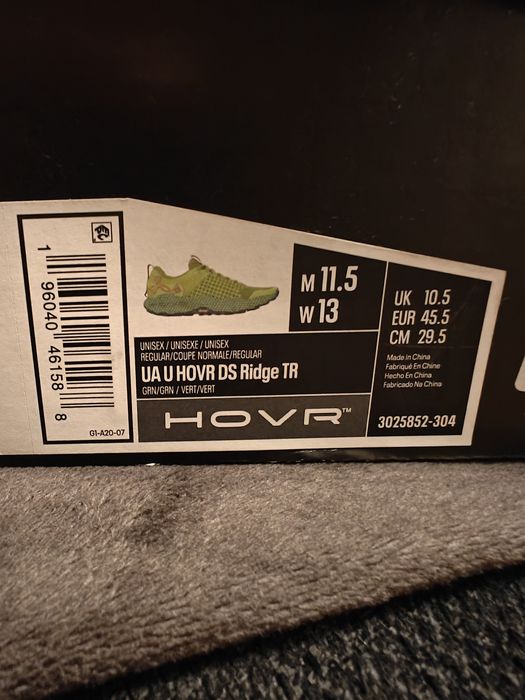 1 96040 46158 8
G1-A20-07
M 11.5
W 13
UK 10.5
EUR 45.5
CM 29.5
UNISEX / UNISEXE / UNISEX
REGULAR/COUPE NORMALE/REGULAR
UA U HOVR DS Ridge TR
GRN/GRN / VERT/VERT
Made in China
Fabriqué En Chine
Hecho En China
Fabricado Na China
HOVR™
3025852-304